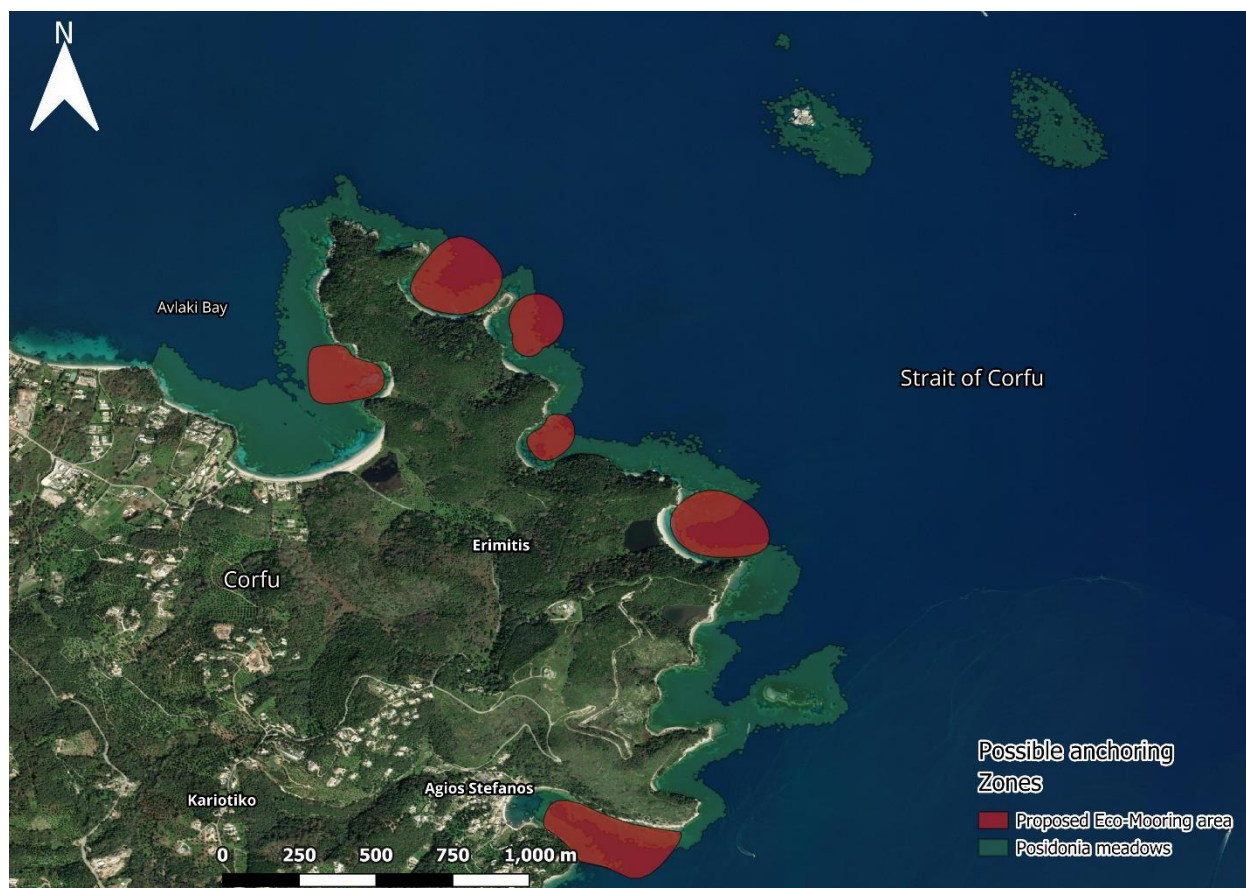 N
Avlaki Bay
Strait of Corfu
Erimitis
Corfu
Agios Stefanos
Kariotiko
0 250 500 750 1,000 m
Possible anchoring
Zones
Proposed Eco-Mooring area
Posidonia meadows